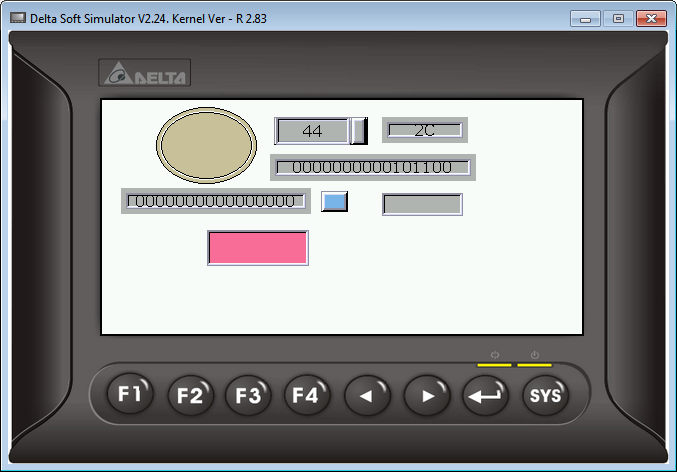 Delta Soft Simulator V2.24. Kernel Ver - R 2.83
DELTA
44
2C
0000000000101100
0000000000000000
F1 F2 F3 F4 SYS